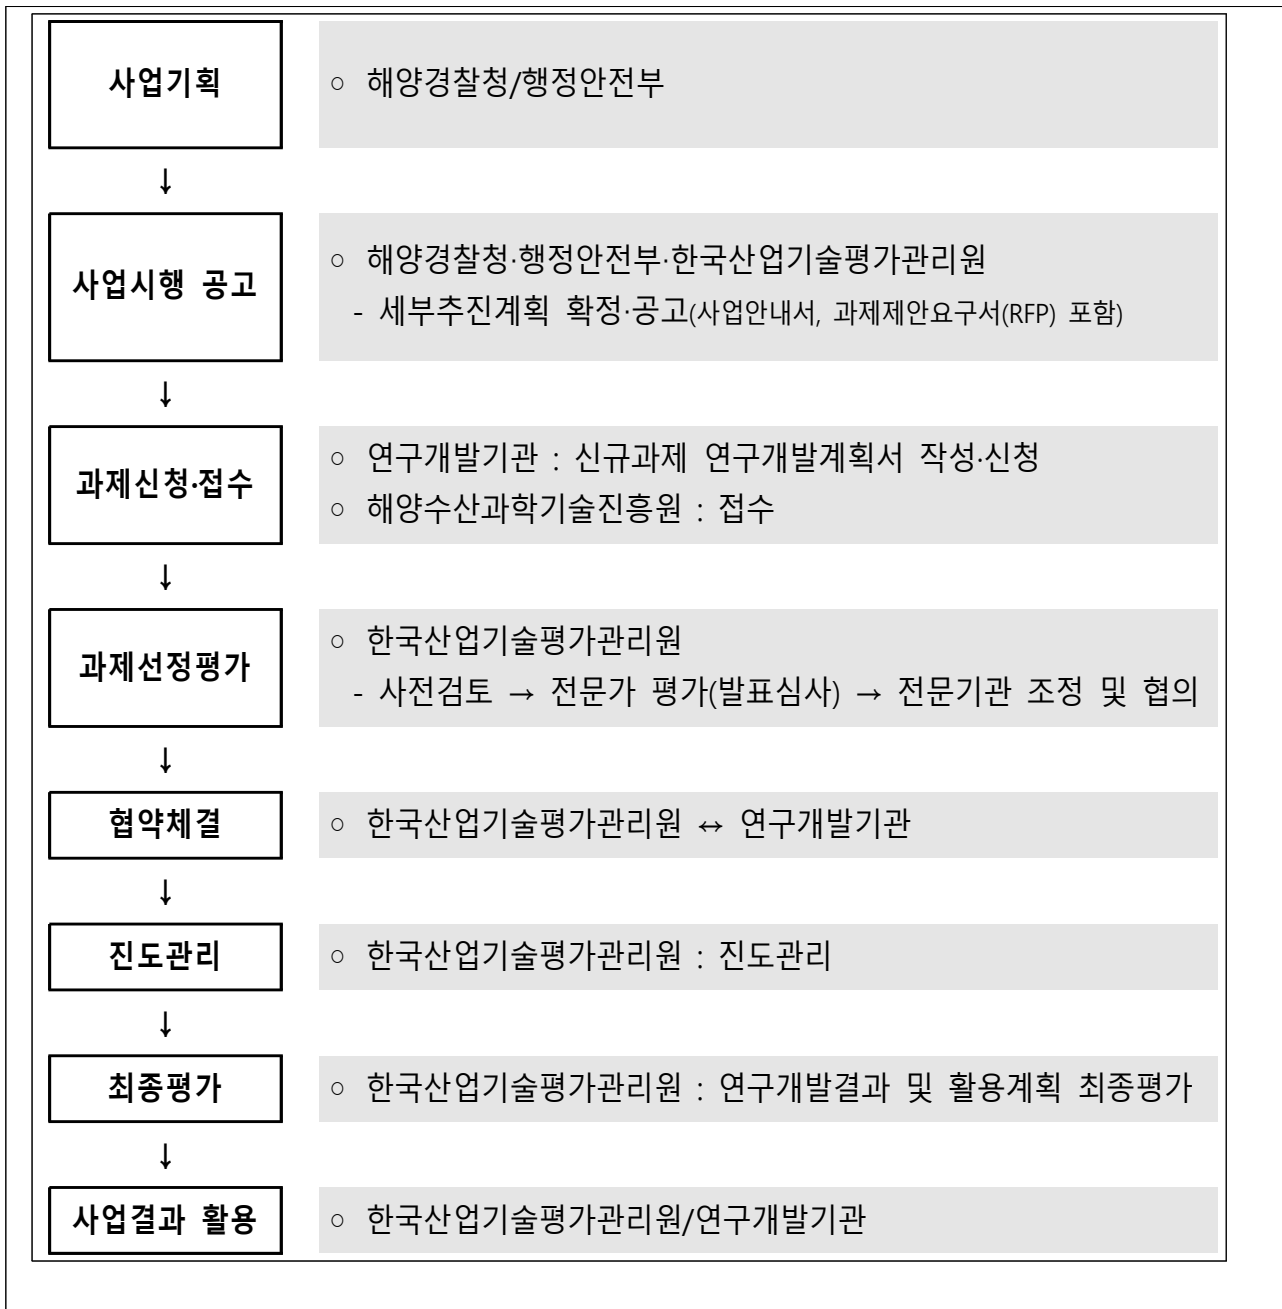 사업기획
○ 해양경찰청/행정안전부
↓
사업시행 공고
○ 해양경찰청·행정안전부·한국산업기술평가관리원
- 세부추진계획 확정·공고(사업안내서, 과제제안요구서(RFP) 포함)
↓
과제신청·접수
○ 연구개발기관 : 신규과제 연구개발계획서 작성·신청
○ 해양수산과학기술진흥원 : 접수
↓
과제선정평가
○ 한국산업기술평가관리원
- 사전검토 → 전문가 평가(발표심사) → 전문기관 조정 및 협의
↓
협약체결
○ 한국산업기술평가관리원 ↔ 연구개발기관
↓
진도관리
○ 한국산업기술평가관리원 : 진도관리
↓
최종평가
○ 한국산업기술평가관리원 : 연구개발결과 및 활용계획 최종평가
↓
사업결과 활용
○ 한국산업기술평가관리원/연구개발기관